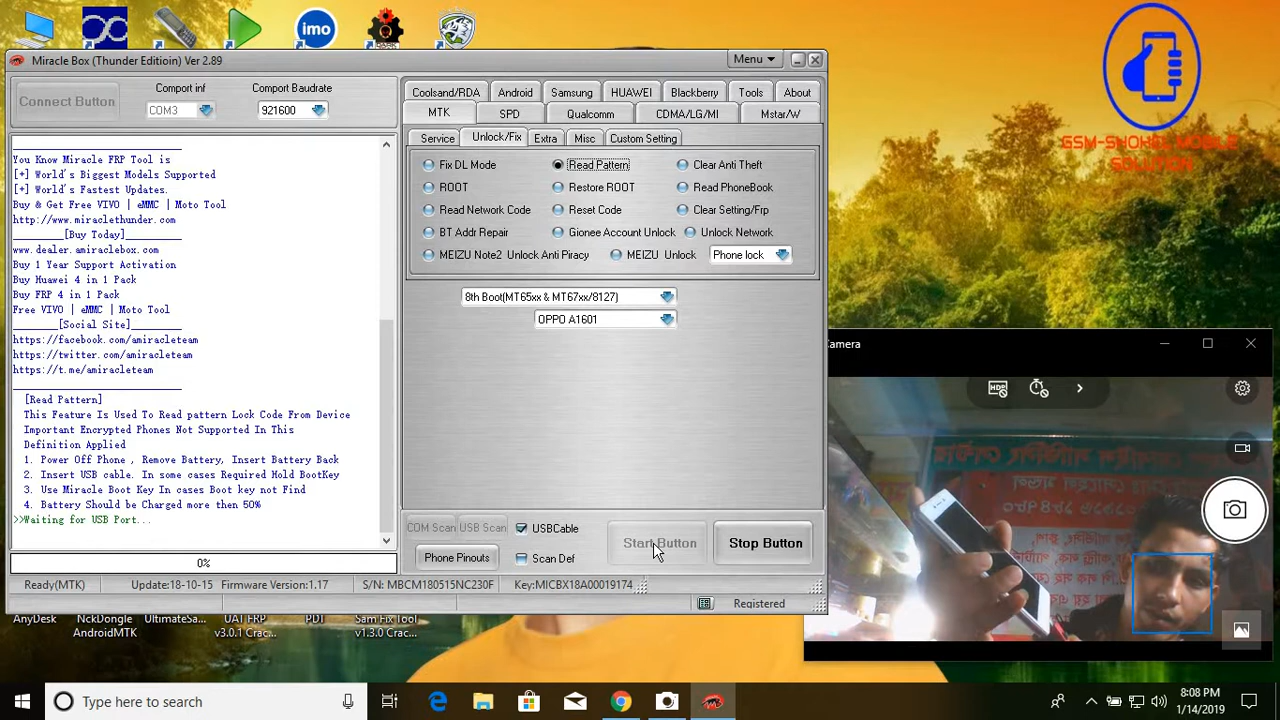 Miracle Box (Thunder Edition) Ver 2.89
Menu
Connect Button
Comport inf
COM3
Comport Baudrate
921600
Coolsand/RDA
Android
Samsung
HUAWEI
Blackberry
Tools
About
MTK
SPD
Qualcomm
CDMA/LG/MI
Mstar/W
Service
Unlock/Fix
Extra
Misc
Custom Setting
Fix DL Mode
Read Pattern
Clear Anti Theft
ROOT
Restore ROOT
Read PhoneBook
Read Network Code
Reset Code
Clear Setting/Frp
BT Addr Repair
Gionee Account Unlock
Unlock Network
MEIZU Note2 Unlock Anti Piracy
MEIZU Unlock
Phone lock
8th Boot(MT65xx & MT67xx/8127)
OPPO A1601
You Know Miracle FRP Tool is
[+] World's Biggest Models Supported
[+] World's Fastest Updates.
Buy & Get Free VIVO | eMMC | Moto Tool
http://www.miraclethunder.com
[Buy Today]
www.dealer.amiraclebox.com
Buy 1 Year Support Activation
Buy Huawei 4 in 1 Pack
Buy FRP 4 in 1 Pack
Free VIVO | eMMC | Moto Tool
[Social Site]
https://facebook.com/amiracleteam
https://twitter.com/amiracleteam
https://t.me/amiracleteam
[Read Pattern]
This Feature Is Used To Read pattern Lock Code From Device
Important Encrypted Phones Not Supported In This
Definition Applied
1. Power Off Phone , Remove Battery, Insert Battery Back
2. Insert USB cable. In some cases Required Hold BootKey
3. Use Miracle Boot Key In cases Boot key not Find
4. Battery Should be Charged more then 50%
>>Waiting for USB Port...
0%
COM Scan
USB Scan
USBCable
Start Button
Stop Button
Phone Pinouts
Scan Def
Ready(MTK)
Update:18-10-15
Firmware Version:1.17
S/N: MBCM180515NC230F
Key:MICBX18A00019174
Registered
imo
GSM-SHOHEL MOBILE
SOLUTION
Camera
AnyDesk
NckDongle
AndroidMTK
UltimateSa...
UAT FRP
v3.0.1 Crac...
PDT
Sam Fix Tool
v1.3.0 Crac...
Type here to search
8:08 PM
1/14/2019